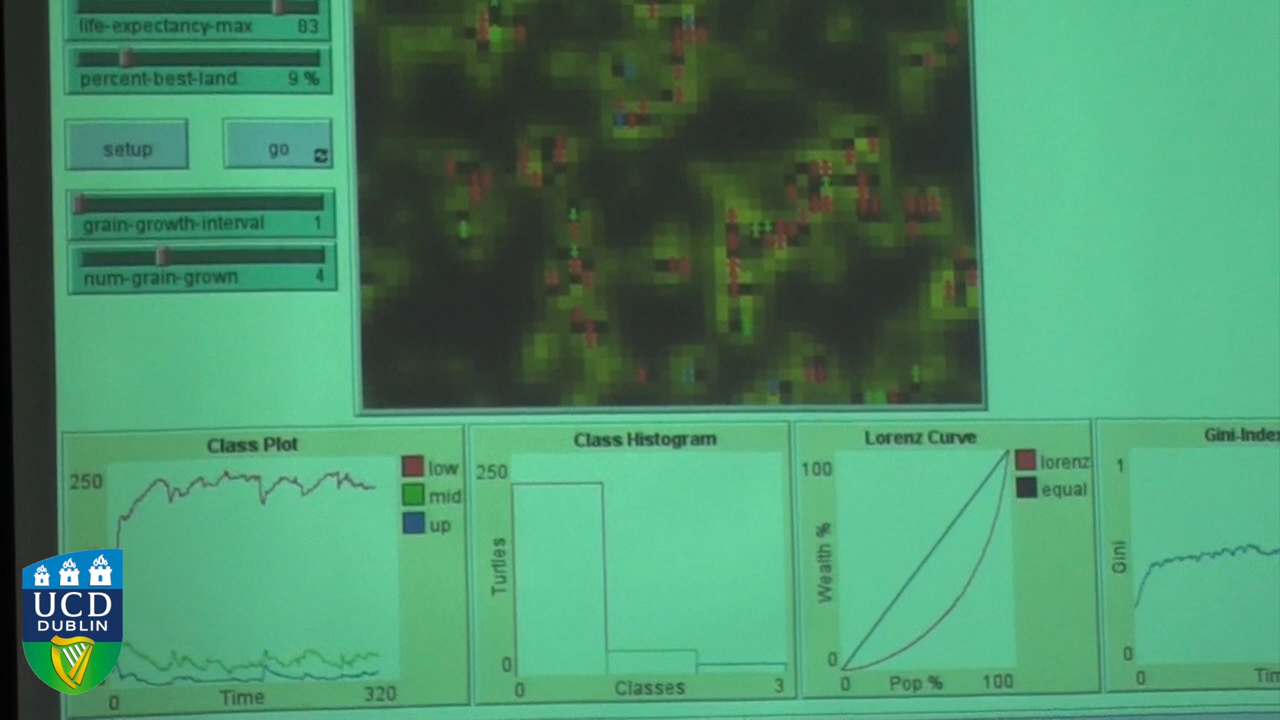 life-expectancy-max 83
percent-best-land 9 %
setup
go
grain-growth-interval 1
num-grain-grown 4
Class Plot
250
low
mid
up
0
Time
320
Class Histogram
250
Turtles
0
0
Classes
3
Lorenz Curve
100
Wealth %
0
0
Pop %
100
lorenz
equal
Gini-Index
1
Gini
0
0
UCD
DUBLIN